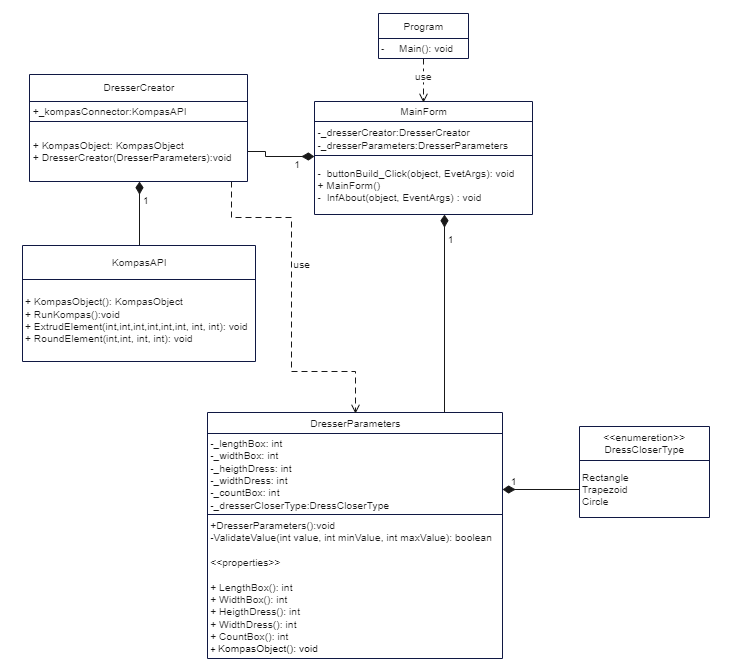 Program
- Main(): void
use
DresserCreator
+_kompasConnector:KompasAPI
+ KompasObject: KompasObject
+ DresserCreator(DresserParameters):void
MainForm
-_dresserCreator:DresserCreator
-_dresserParameters:DresserParameters
- buttonBuild_Click(object, EvetArgs): void
+ MainForm()
- InfAbout(object, EventArgs) : void
1
1
1
use
KompasAPI
+ KompasObject(): KompasObject
+ RunKompas():void
+ ExtrudElement(int,int,int,int,int,int, int, int): void
+ RoundElement(int,int, int, int): void
DresserParameters
-_lengthBox: int
-_widthBox: int
-_heigthDress: int
-_widthDress: int
-_countBox: int
-_dresserCloserType:DressCloserType
+DresserParameters():void
-ValidateValue(int value, int minValue, int maxValue): boolean
<<properties>>
+ LengthBox(): int
+ WidthBox(): int
+ HeigthDress(): int
+ WidthDress(): int
+ CountBox(): int
+ KompasObject(): void
1
<<enumeretion>>
DressCloserType
Rectangle
Trapezoid
Circle